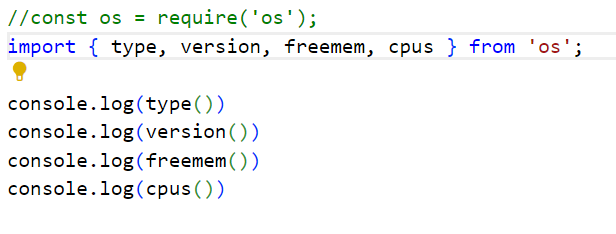 //const os = require('os');
import { type, version, freemem, cpus } from 'os';
console.log(type())
console.log(version())
console.log(freemem())
console.log(cpus())